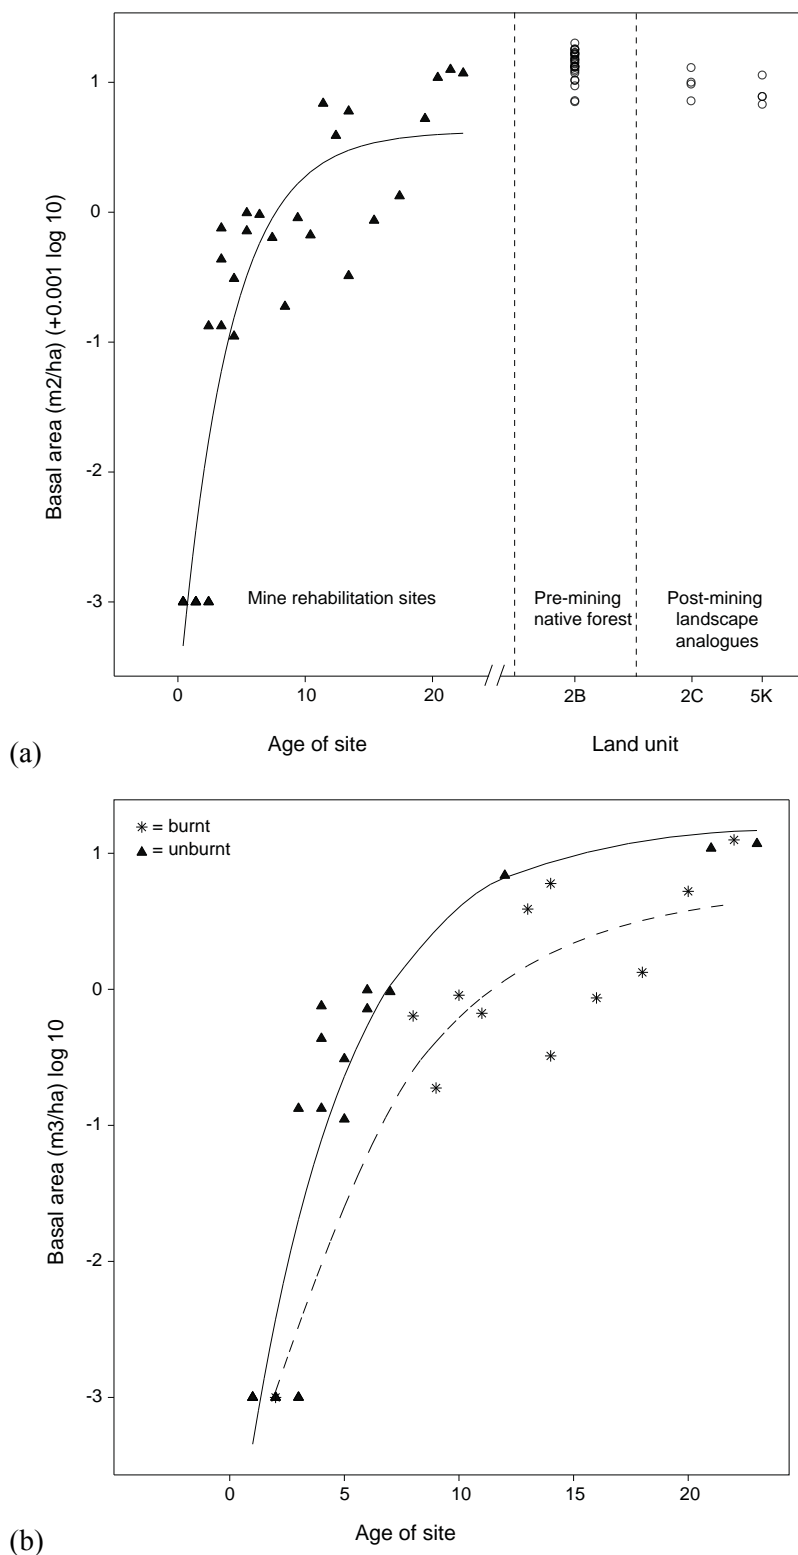 1
0
-1
-2
-3
Basal area (m2/ha) (+0.001 log 10)
Mine rehabilitation sites
Pre-mining
native forest
Post-mining
landscape
analogues
0 10 20 2B 2C 5K
Age of site Land unit
(a)
* = burnt
▲ = unburnt
1
0
-1
-2
-3
Basal area (m3/ha) log 10
0 5 10 15 20
Age of site
(b)